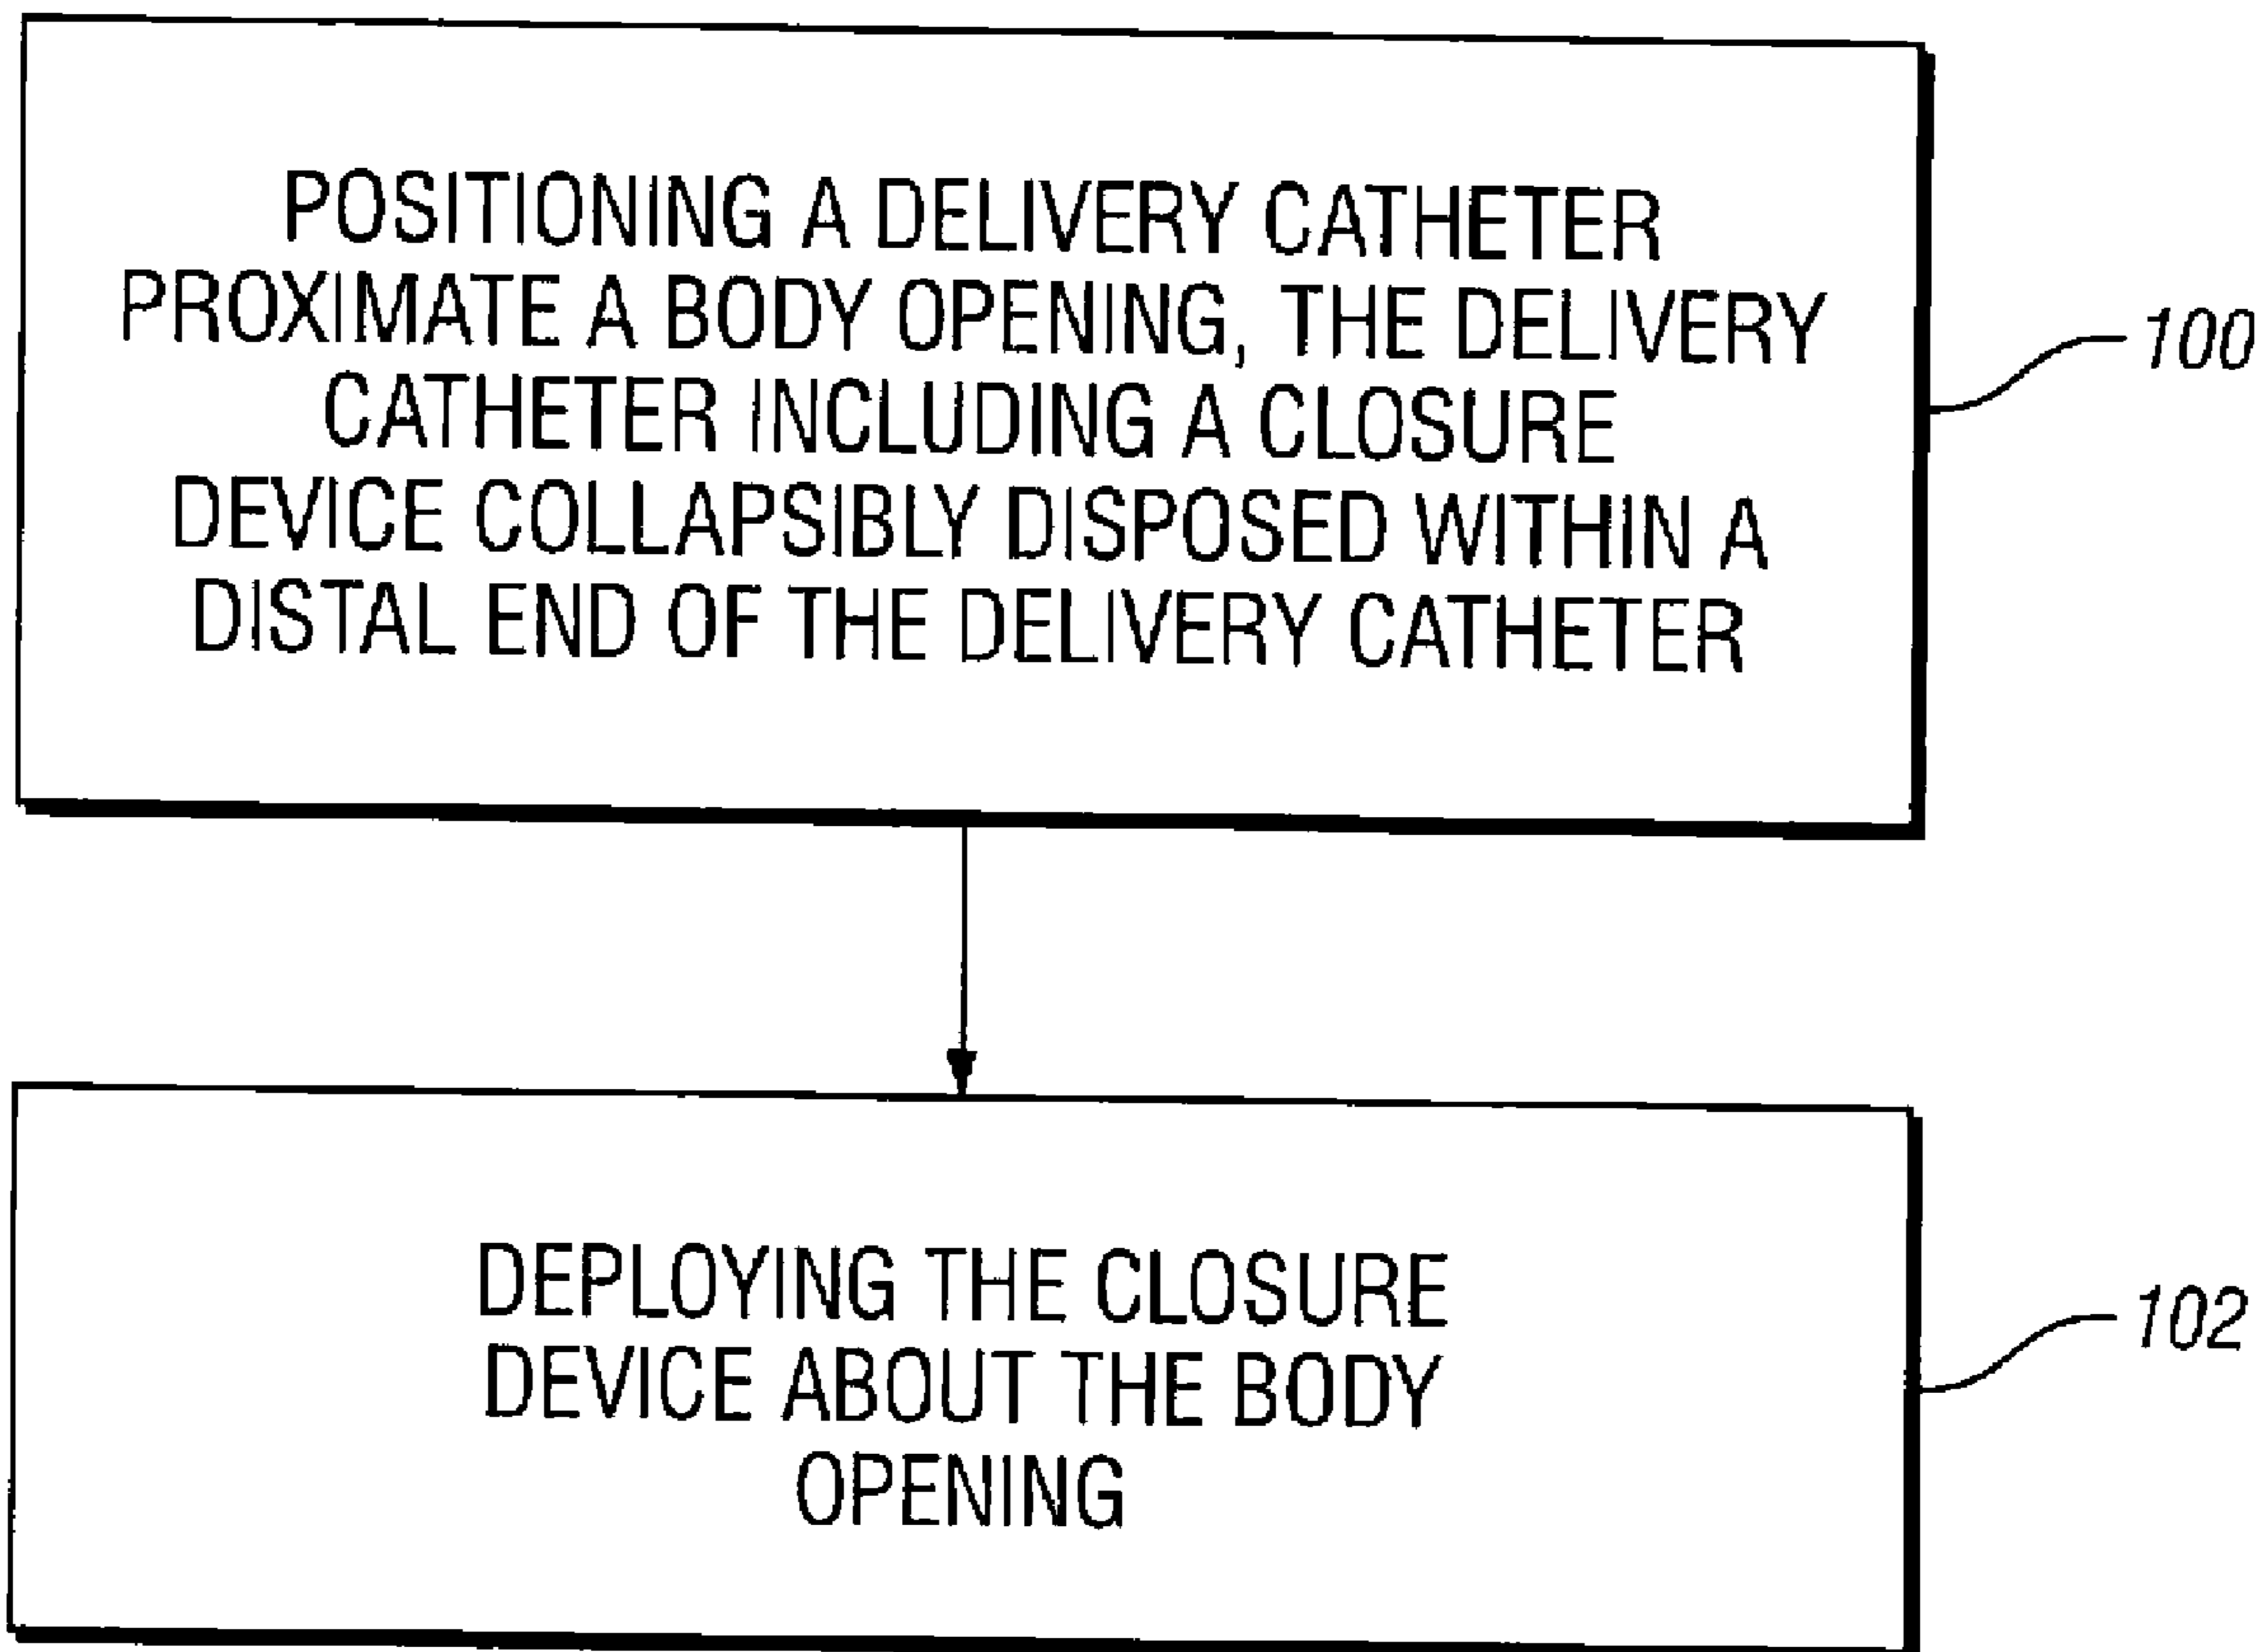 POSITIONING A DELIVERY CATHETER
PROXIMATE A BODY OPENING, THE DELIVERY
CATHETER INCLUDING A CLOSURE
DEVICE COLLAPSIBLY DISPOSED WITHIN A
DISTAL END OF THE DELIVERY CATHETER
100
DEPLOYING THE CLOSURE
DEVICE ABOUT THE BODY
OPENING
102